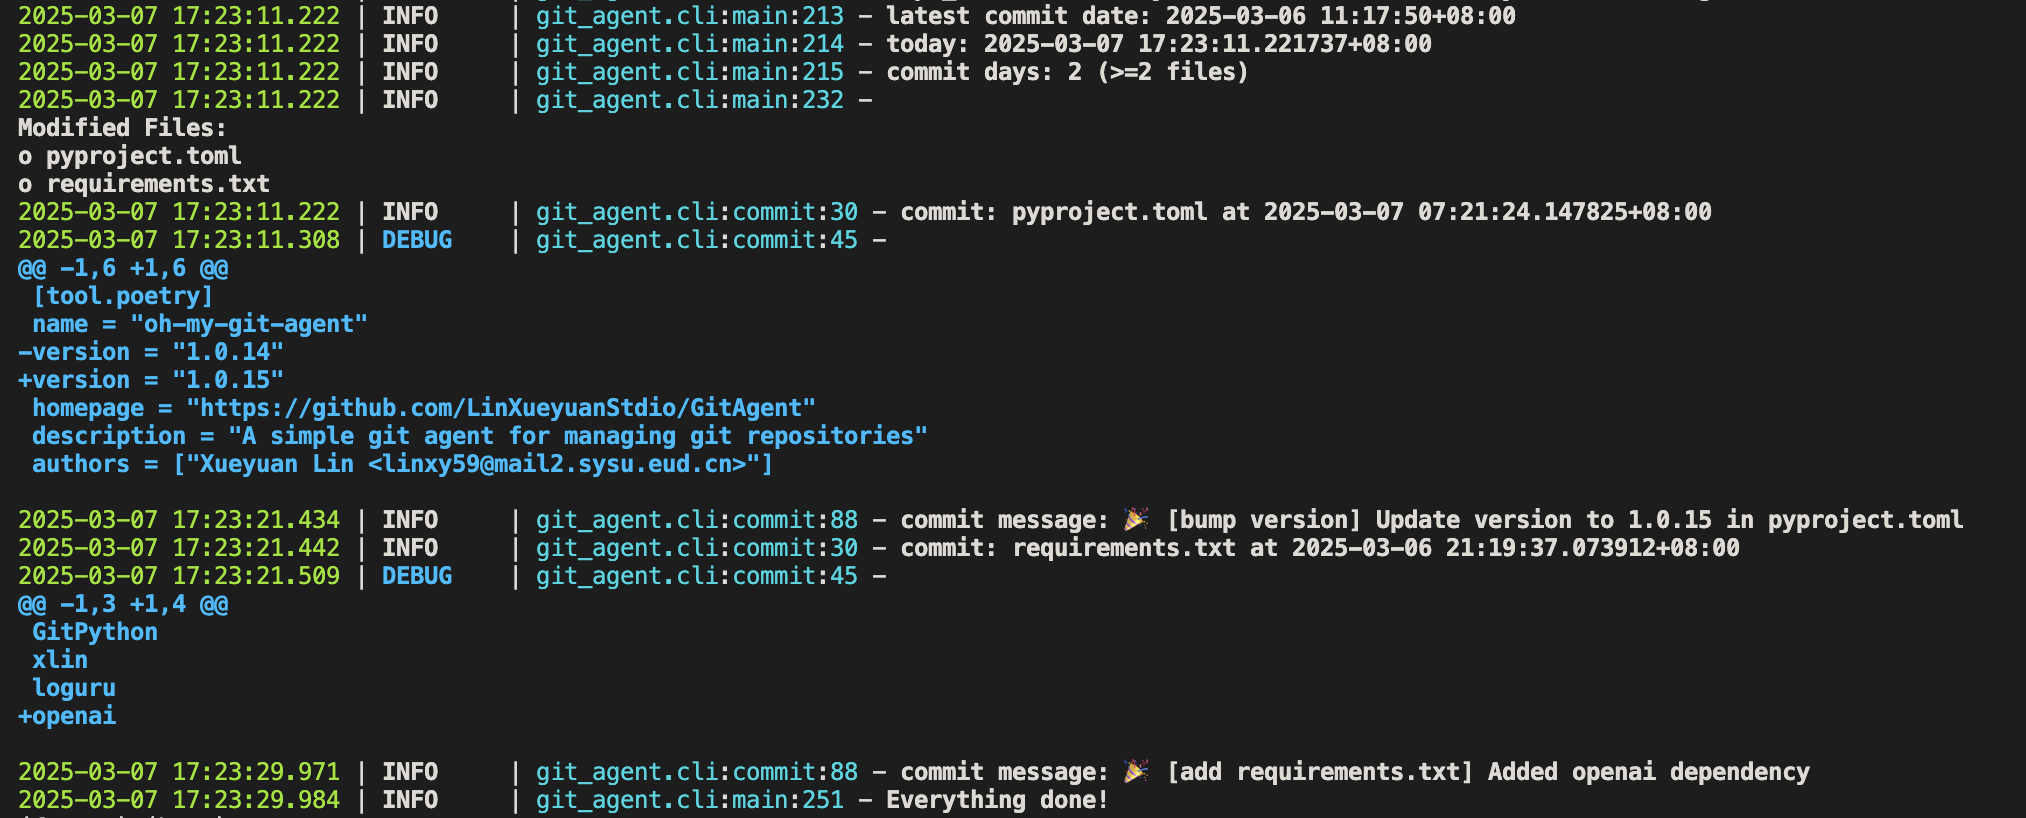 2025-03-07 17:23:11.222 | INFO     | git_agent.cli:main:213 - latest commit date: 2025-03-06 11:17:50+08:00
2025-03-07 17:23:11.222 | INFO     | git_agent.cli:main:214 - today: 2025-03-07 17:23:11.221737+08:00
2025-03-07 17:23:11.222 | INFO     | git_agent.cli:main:215 - commit days: 2 (>=2 files)
2025-03-07 17:23:11.222 | INFO     | git_agent.cli:main:232 -
Modified Files:
o pyproject.toml
o requirements.txt
2025-03-07 17:23:11.222 | INFO     | git_agent.cli:commit:30 - commit: pyproject.toml at 2025-03-07 07:21:24.147825+08:00
2025-03-07 17:23:11.308 | DEBUG    | git_agent.cli:commit:45 -
@@ -1,6 +1,6 @@
 [tool.poetry]
 name = "oh-my-git-agent"
-version = "1.0.14"
+version = "1.0.15"
 homepage = "https://github.com/LinXueyuanStdio/GitAgent"
 description = "A simple git agent for managing git repositories"
 authors = ["Xueyuan Lin <linxy59@mail2.sysu.eud.cn>"]
2025-03-07 17:23:21.434 | INFO     | git_agent.cli:commit:88 - commit message: 🎉 [bump version] Update version to 1.0.15 in pyproject.toml
2025-03-07 17:23:21.442 | INFO     | git_agent.cli:commit:30 - commit: requirements.txt at 2025-03-06 21:19:37.073912+08:00
2025-03-07 17:23:21.509 | DEBUG    | git_agent.cli:commit:45 -
@@ -1,3 +1,4 @@
 GitPython
 xlin
 loguru
+openai
2025-03-07 17:23:29.971 | INFO     | git_agent.cli:commit:88 - commit message: 🎉 [add requirements.txt] Added openai dependency
2025-03-07 17:23:29.984 | INFO     | git_agent.cli:main:251 - Everything done!